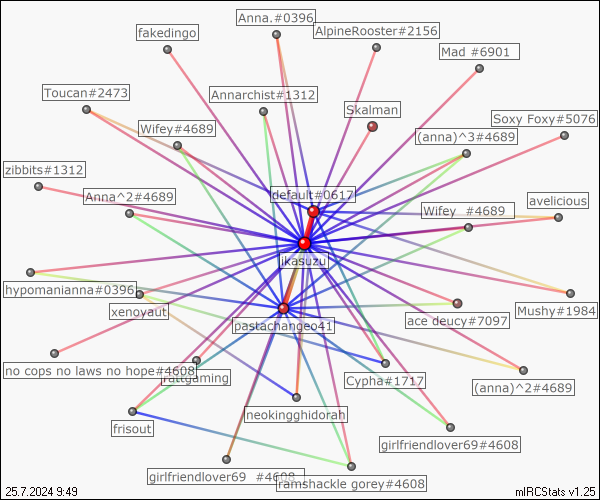 Anna.#0396
AlpineRooster#2156
fakedingo
Mad #6901
Toucan#2473
Annarchist#1312
Skalman
Soxy Foxy#5076
Wifey#4689
(anna)^3#4689
zibbits#1312
Anna^2#4689
default#0617
avelicious
Wifey #4689
ikasuzu
hypomanianna#0396
xenoyaut
Mushy#1984
ace deucy#7097
pastachangeo41
no cops no laws no hope#4608
rattgaming
Cypha#1717
(anna)^2#4689
neokingghidorah
frisout
girlfriendlover69#4608
girlfriendlover69 #4608
ramshackle gorey#4608
25.7.2024 9:49
mIRCStats v1.25